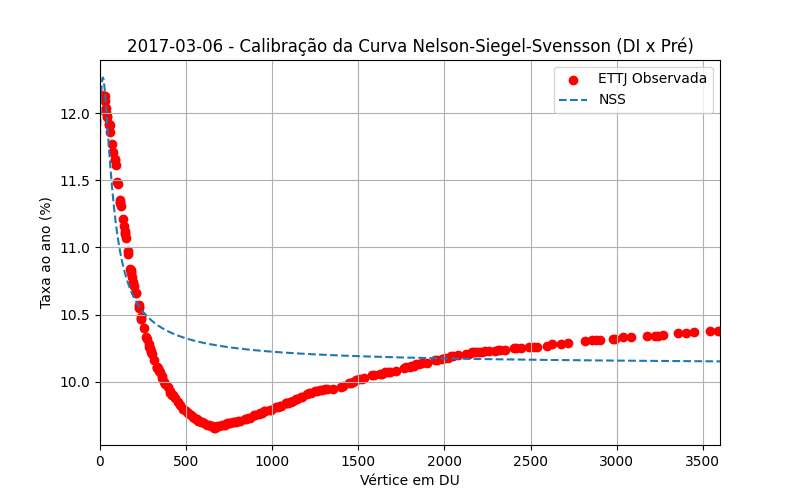 2017-03-06 - Calibração da Curva Nelson-Siegel-Svensson (DI x Pré)
ETTJ Observada
NSS
Taxa ao ano (%)
12.0
11.5
11.0
10.5
10.0
0 500 1000 1500 2000 2500 3000 3500
Vértice em DU